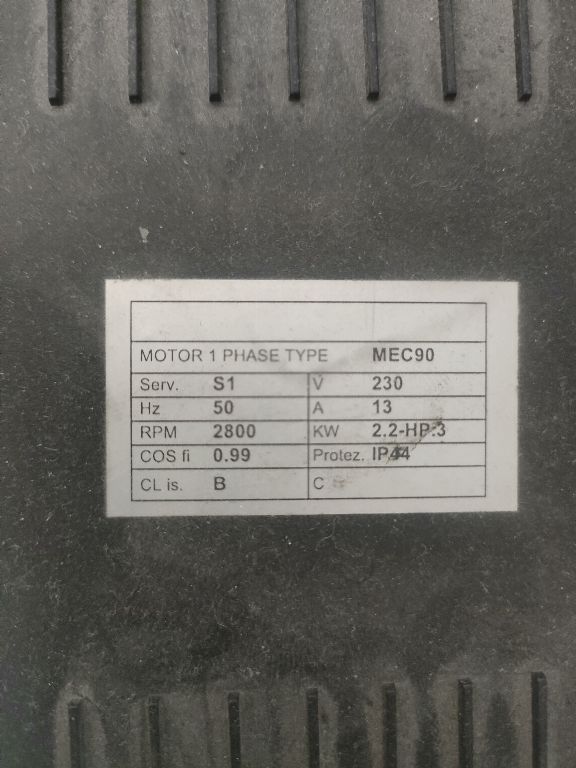 MOTOR 1 PHASE TYPE MEC90
Serv. S1 V 230
Hz 50 A 13
RPM 2800 KW 2.2-HP:3
COS fi 0.99 Protez. IP44
CL is. B C